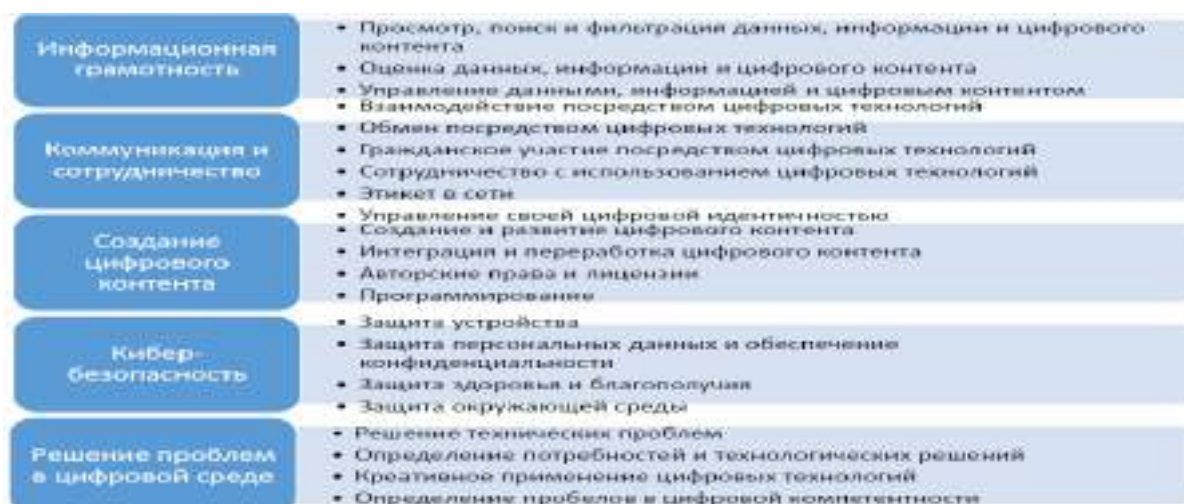 Информационная
грамотность
• Просмотр, поиск и фильтрация данных, информации и цифрового
контента
• Оценка данных, информации и цифрового контента
• Управление данными, информацией и цифровым контентом
Коммуникация и
сотрудничество
• Взаимодействие посредством цифровых технологий
• Обмен посредством цифровых технологий
• Гражданское участие посредством цифровых технологий
• Сотрудничество с использованием цифровых технологий
• Этикет в сети
• Управление своей цифровой идентичностью
Создание
цифрового
контента
• Создание и развитие цифрового контента
• Интеграция и переработка цифрового контента
• Авторские права и лицензии
• Программирование
Кибер-
безопасность
• Защита устройства
• Защита персональных данных и обеспечение
конфиденциальности
• Защита здоровья и благополучия
• Защита окружающей среды
Решение проблем
в цифровой среде
• Решение технических проблем
• Определение потребностей и технологических решений
• Креативное применение цифровых технологий
• Определение пробелов в цифровой компетентности